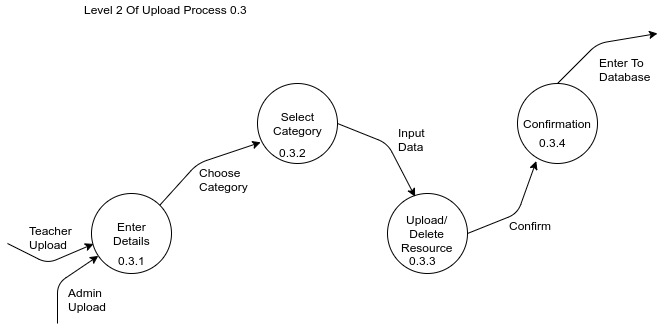 Level 2 Of Upload Process 0.3
Enter To
Database
Select
Category
0.3.2
Confirmation
0.3.4
Input
Data
Choose
Category
Teacher
Upload
Enter
Details
0.3.1
Upload/
Delete
Resource
0.3.3
Confirm
Admin
Upload